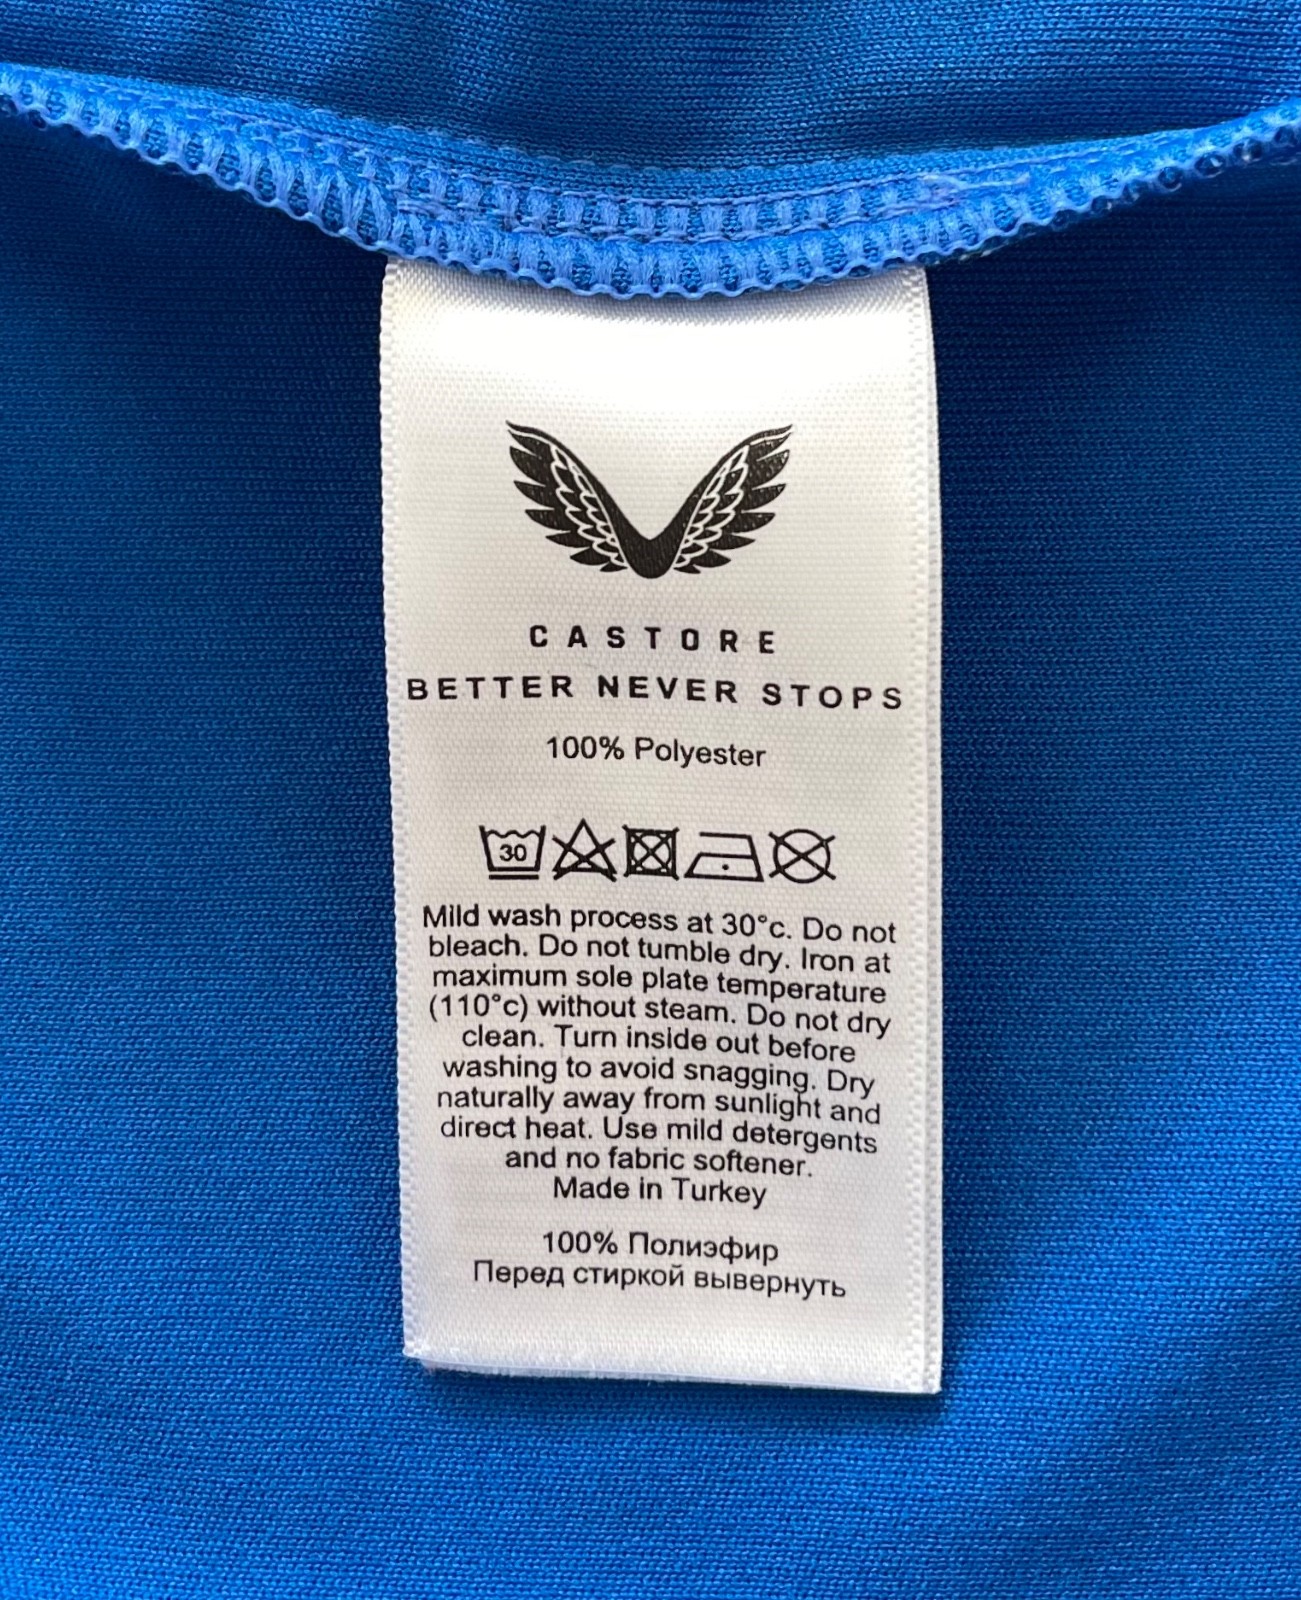 CASTORE
BETTER NEVER STOPS
100% Polyester
30
Mild wash process at 30°c. Do not
bleach. Do not tumble dry. Iron at
maximum sole plate temperature
(110°c) without steam. Do not dry
clean. Turn inside out before
washing to avoid snagging. Dry
naturally away from sunlight and
direct heat. Use mild detergents
and no fabric softener.
Made in Turkey
100% Полиэфир
Перед стиркой вывернуть